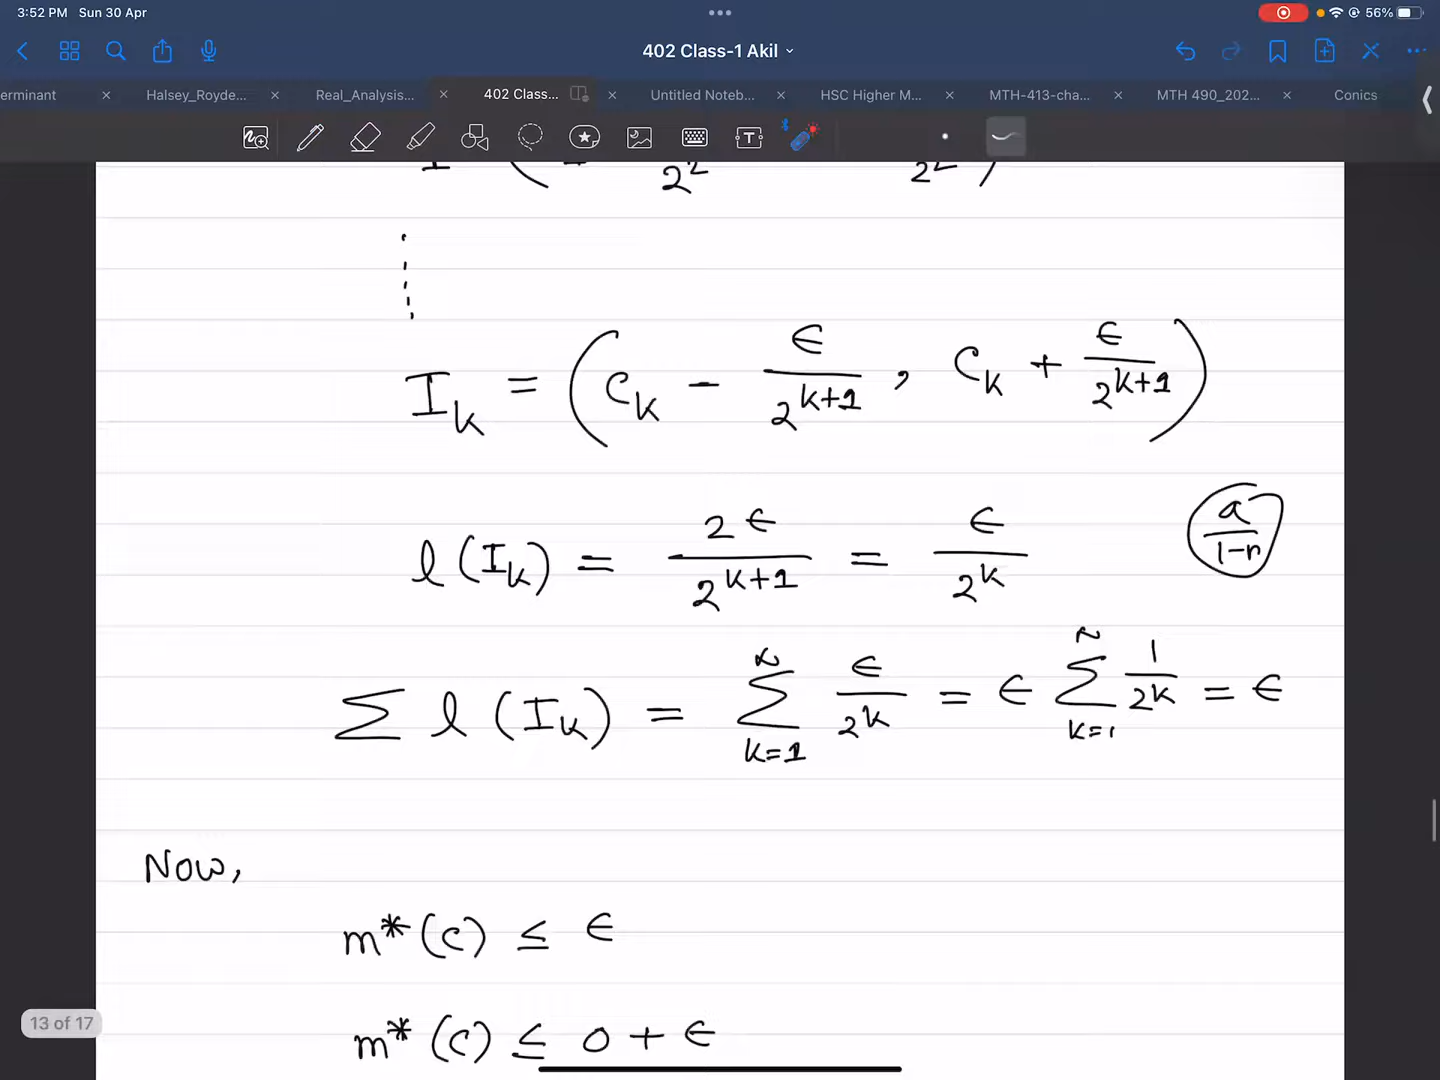 3:52 PM Sun 30 Apr
56%
402 Class-1 Akil
erminant
Halsey_Royde...
Real_Analysis...
402 Class...
Untitled Noteb...
HSC Higher M...
MTH-413-cha...
MTH 490_202...
Conics
I_k = (c_k - ϵ/2^{k+1}, c_k + ϵ/2^{k+1})
l(I_k) = 2ϵ/2^{k+1} = ϵ/2^k
a/1-r
∑ l(I_k) = ∑_{k=1}^{∞} ϵ/2^k = ϵ ∑_{k=1}^{∞} 1/2^k = ϵ
Now,
m*(c) ≤ ϵ
m*(c) ≤ 0 + ϵ
13 of 17